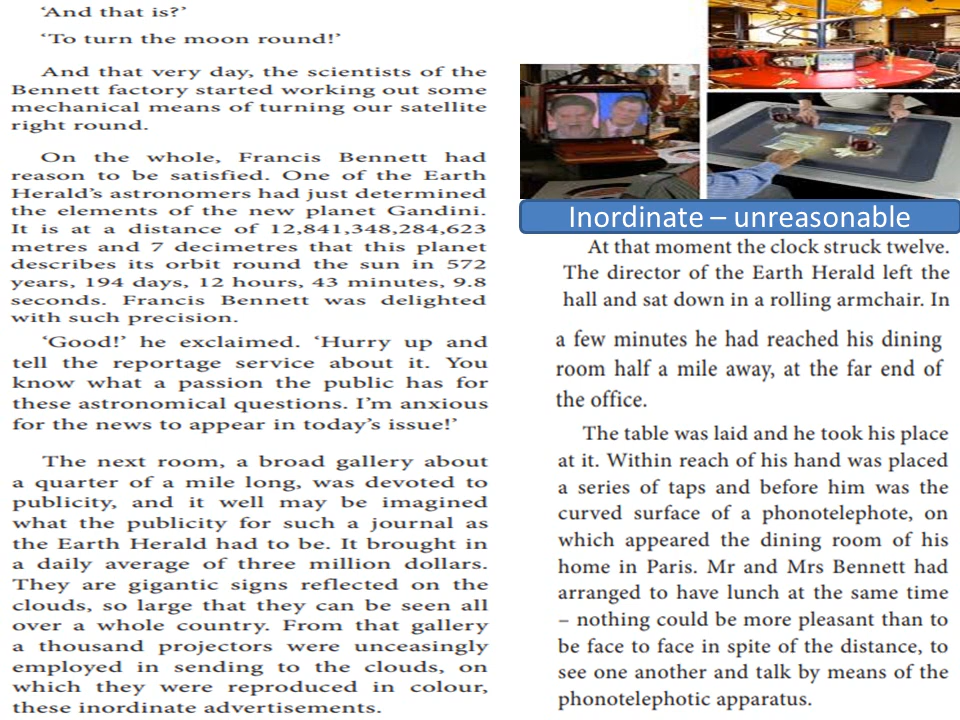 ‘And that is?’
‘To turn the moon round!’
And that very day, the scientists of the
Bennett factory started working out some
mechanical means of turning our satellite
right round.
On the whole, Francis Bennett had
reason to be satisfied. One of the Earth
Herald’s astronomers had just determined
the elements of the new planet Gandini.
It is at a distance of 12,841,348,284,623
metres and 7 decimetres that this planet
describes its orbit round the sun in 572
years, 194 days, 12 hours, 43 minutes, 9.8
seconds. Francis Bennett was delighted
with such precision.
‘Good!’ he exclaimed. ‘Hurry up and
tell the reportage service about it. You
know what a passion the public has for
these astronomical questions. I’m anxious
for the news to appear in today’s issue!’
The next room, a broad gallery about
a quarter of a mile long, was devoted to
publicity, and it well may be imagined
what the publicity for such a journal as
the Earth Herald had to be. It brought in
a daily average of three million dollars.
They are gigantic signs reflected on the
clouds, so large that they can be seen all
over a whole country. From that gallery
a thousand projectors were unceasingly
employed in sending to the clouds, on
which they were reproduced in colour,
these inordinate advertisements.
Inordinate – unreasonable
At that moment the clock struck twelve.
The director of the Earth Herald left the
hall and sat down in a rolling armchair. In
a few minutes he had reached his dining
room half a mile away, at the far end of
the office.
The table was laid and he took his place
at it. Within reach of his hand was placed
a series of taps and before him was the
curved surface of a phonotelephote, on
which appeared the dining room of his
home in Paris. Mr and Mrs Bennett had
arranged to have lunch at the same time
– nothing could be more pleasant than to
be face to face in spite of the distance, to
see one another and talk by means of the
phonotelephotic apparatus.